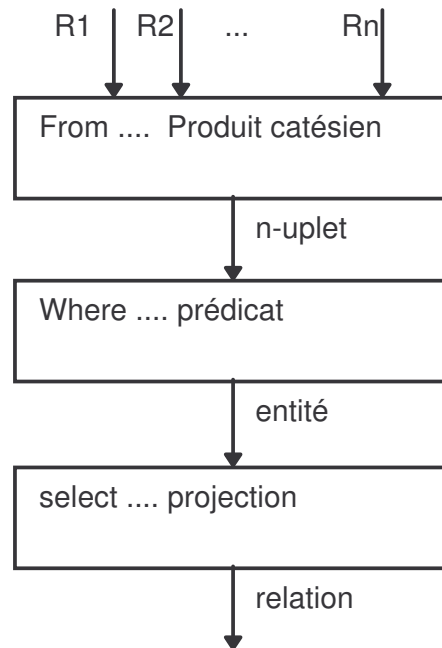 R1 R2 ... Rn
From .... Produit catésien
n-uplet
Where .... prédicat
entité
select .... projection
relation